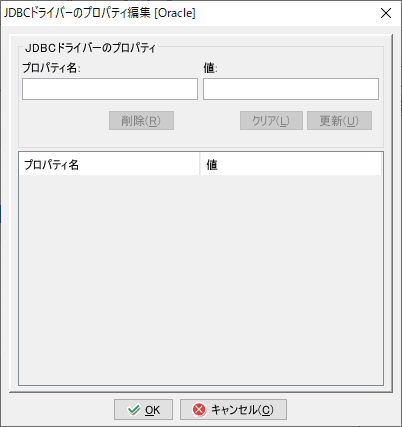 JDBCドライバーのプロパティ編集 [Oracle]
JDBCドライバーのプロパティ
プロパティ名: 値:
削除(R) クリア(L) 更新(U)
プロパティ名 値
OK キャンセル(C)